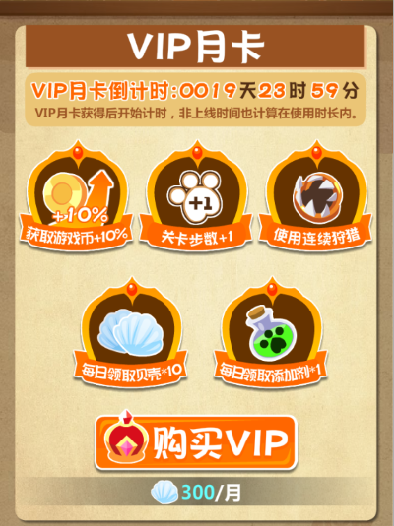 VIP月卡
VIP月卡倒计时:0019天23时59分
VIP月卡获得后开始计时，非上线时间也计算在使用时长内。
+10%
+1
获取游戏币+10%
关卡步数+1
使用连续狩猎
每日领取贝壳*10
每日领取添加剂*1
购买VIP
300/月